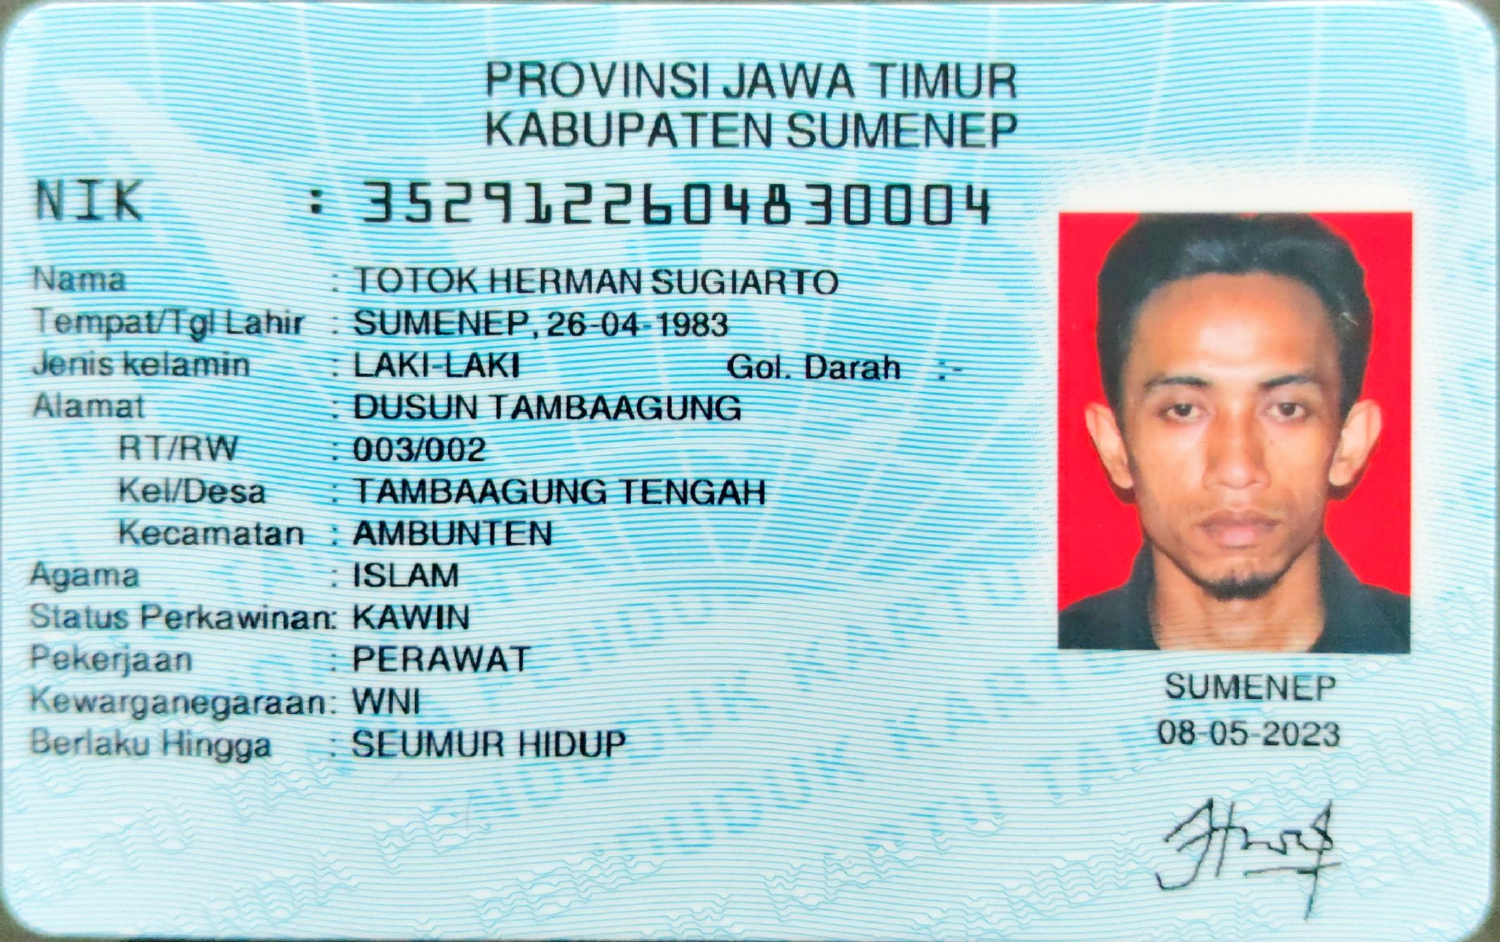 PROVINSI JAWA TIMUR
KABUPATEN SUMENEP
NIK : 3529122604830004
Nama : TOTOK HERMAN SUGIARTO
Tempat/Tgl Lahir : SUMENEP, 26-04-1983
Jenis kelamin : LAKI-LAKI Gol. Darah :-
Alamat : DUSUN TAMBAAGUNG
RT/RW : 003/002
Kel/Desa : TAMBAAGUNG TENGAH
Kecamatan : AMBUNTEN
Agama : ISLAM
Status Perkawinan: KAWIN
Pekerjaan : PERAWAT
Kewarganegaraan: WNI
Berlaku Hingga : SEUMUR HIDUP
SUMENEP
08-05-2023